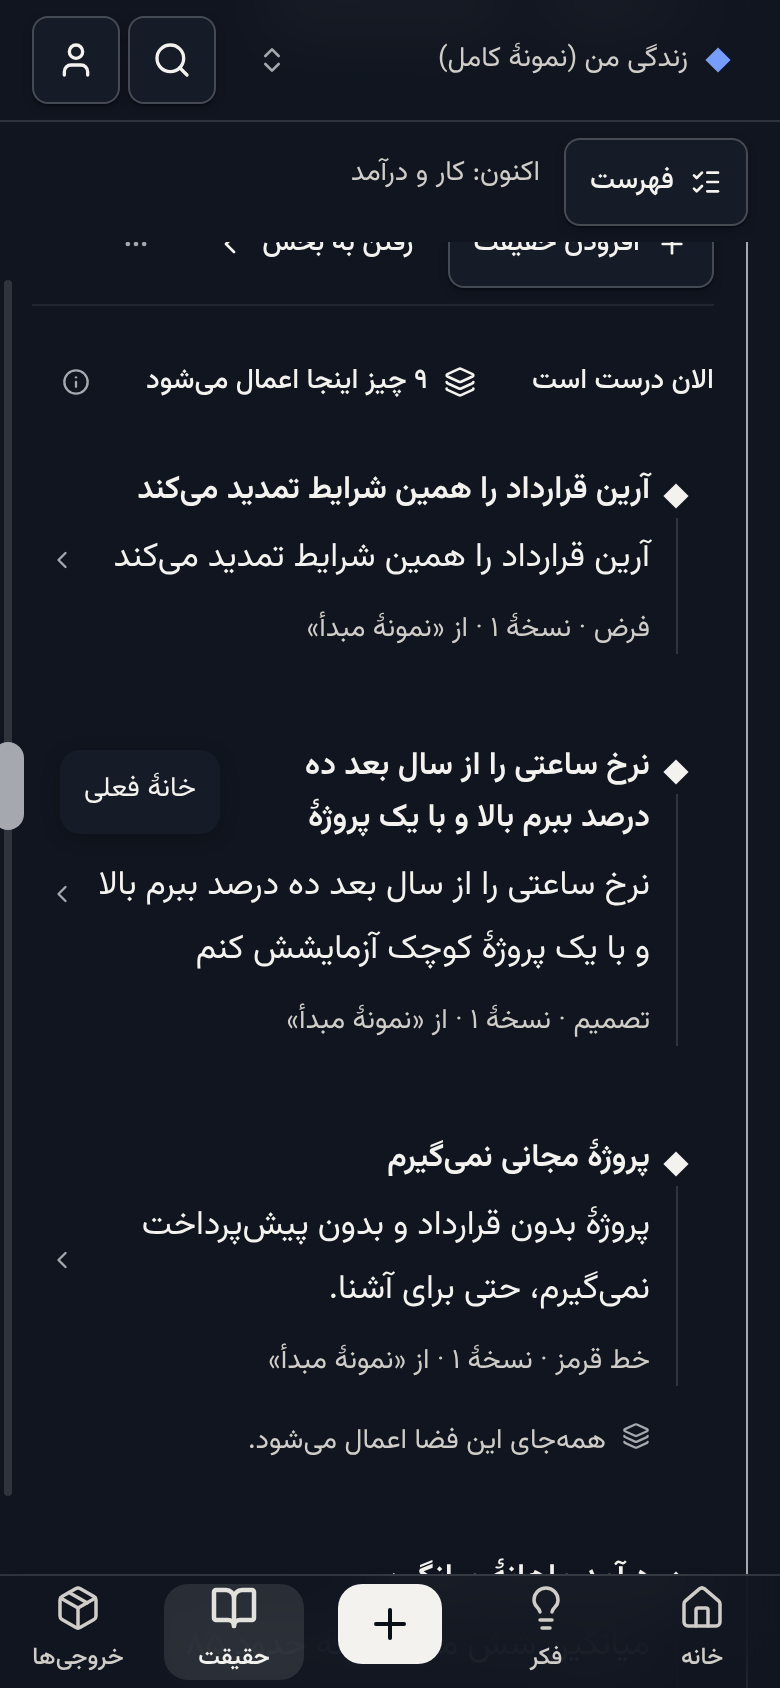 زندگی من (نمونهٔ کامل)
فهرست
اکنون: کار و درآمد
افزودن حقیقت
رفتن به بخش
...
الان درست است
۹ چیز اینجا اعمال می‌شود
آرین قرارداد را همین شرایط تمدید می‌کند
آرین قرارداد را همین شرایط تمدید می‌کند
فرض · نسخهٔ ۱ · از «نمونهٔ مبدأ»
نرخ ساعتی را از سال بعد ده
درصد ببرم بالا و با یک پروژهٔ
خانهٔ فعلی
نرخ ساعتی را از سال بعد ده درصد ببرم بالا
و با یک پروژهٔ کوچک آزمایشش کنم
تصمیم · نسخهٔ ۱ · از «نمونهٔ مبدأ»
پروژهٔ مجانی نمی‌گیرم
پروژهٔ بدون قرارداد و بدون پیش‌پرداخت
نمی‌گیرم، حتی برای آشنا.
خط قرمز · نسخهٔ ۱ · از «نمونهٔ مبدأ»
همه‌جای این فضا اعمال می‌شود.
خانه
فکر
حقیقت
خروجی‌ها